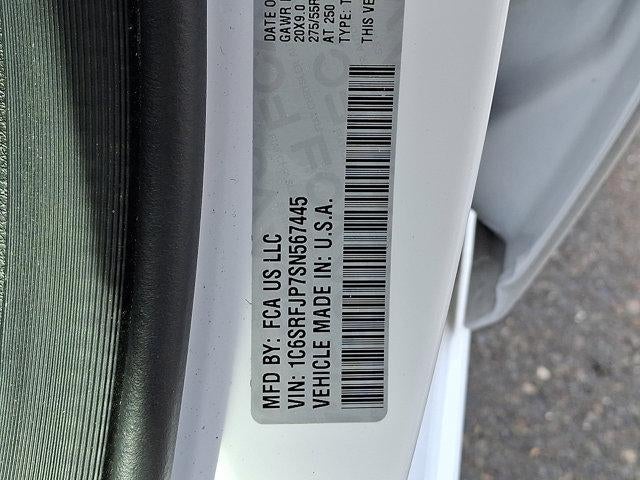 MFD BY: FCA US LLC
VIN: 1C6SRFJP7SN567445
VEHICLE MADE IN: U.S.A.
DATE O
GAWR
20X9.0
275/55R
AT 250
TYPE: T
THIS VE